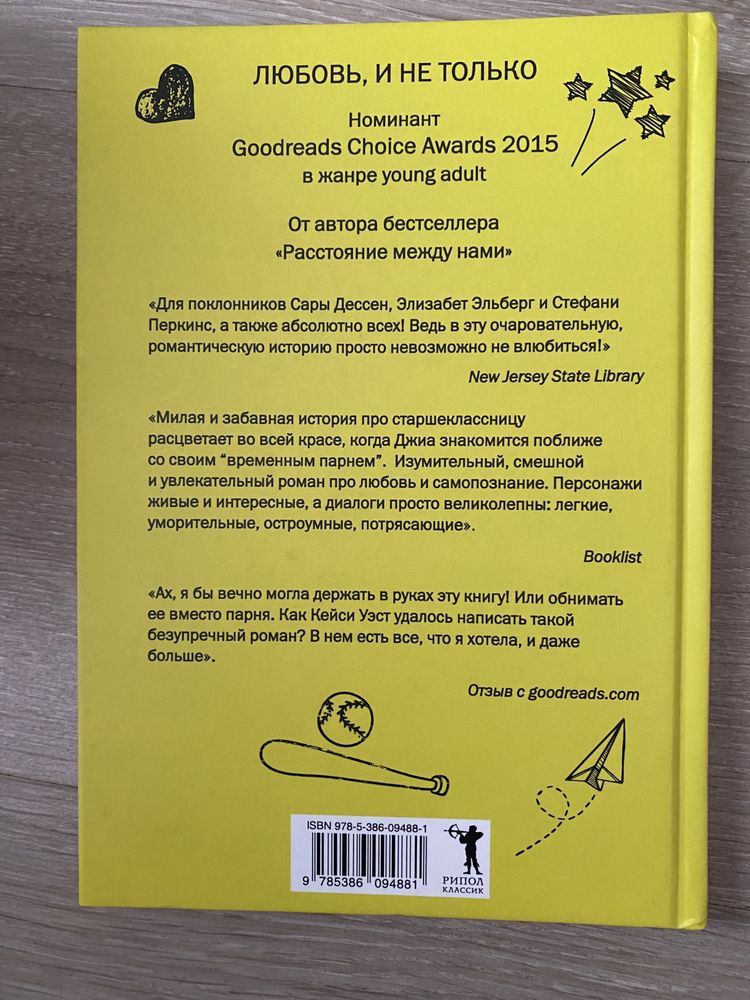 ЛЮБОВЬ, И НЕ ТОЛЬКО
Номинант
Goodreads Choice Awards 2015
в жанре young adult
От автора бестселлера
«Расстояние между нами»
«Для поклонников Сары Дессен, Элизабет Эльберг и Стефани
Перкинс, а также абсолютно всех! Ведь в эту очаровательную,
романтическую историю просто невозможно не влюбиться!»
New Jersey State Library
«Милая и забавная история про старшеклассницу
расцветает во всей красе, когда Джиа знакомится поближе
со своим “временным парнем”. Изумительный, смешной
и увлекательный роман про любовь и самопознание. Персонажи
живые и интересные, а диалоги просто великолепны: легкие,
уморительные, остроумные, потрясающие».
Booklist
«Ах, я бы вечно могла держать в руках эту книгу! Или обнимать
ее вместо парня. Как Кейси Уэст удалось написать такой
безупречный роман? В нем есть все, что я хотела, и даже
больше».
Отзыв с goodreads.com
ISBN 978-5-386-09488-1
9 785386 094881
РИПОЛ
КЛАССИК